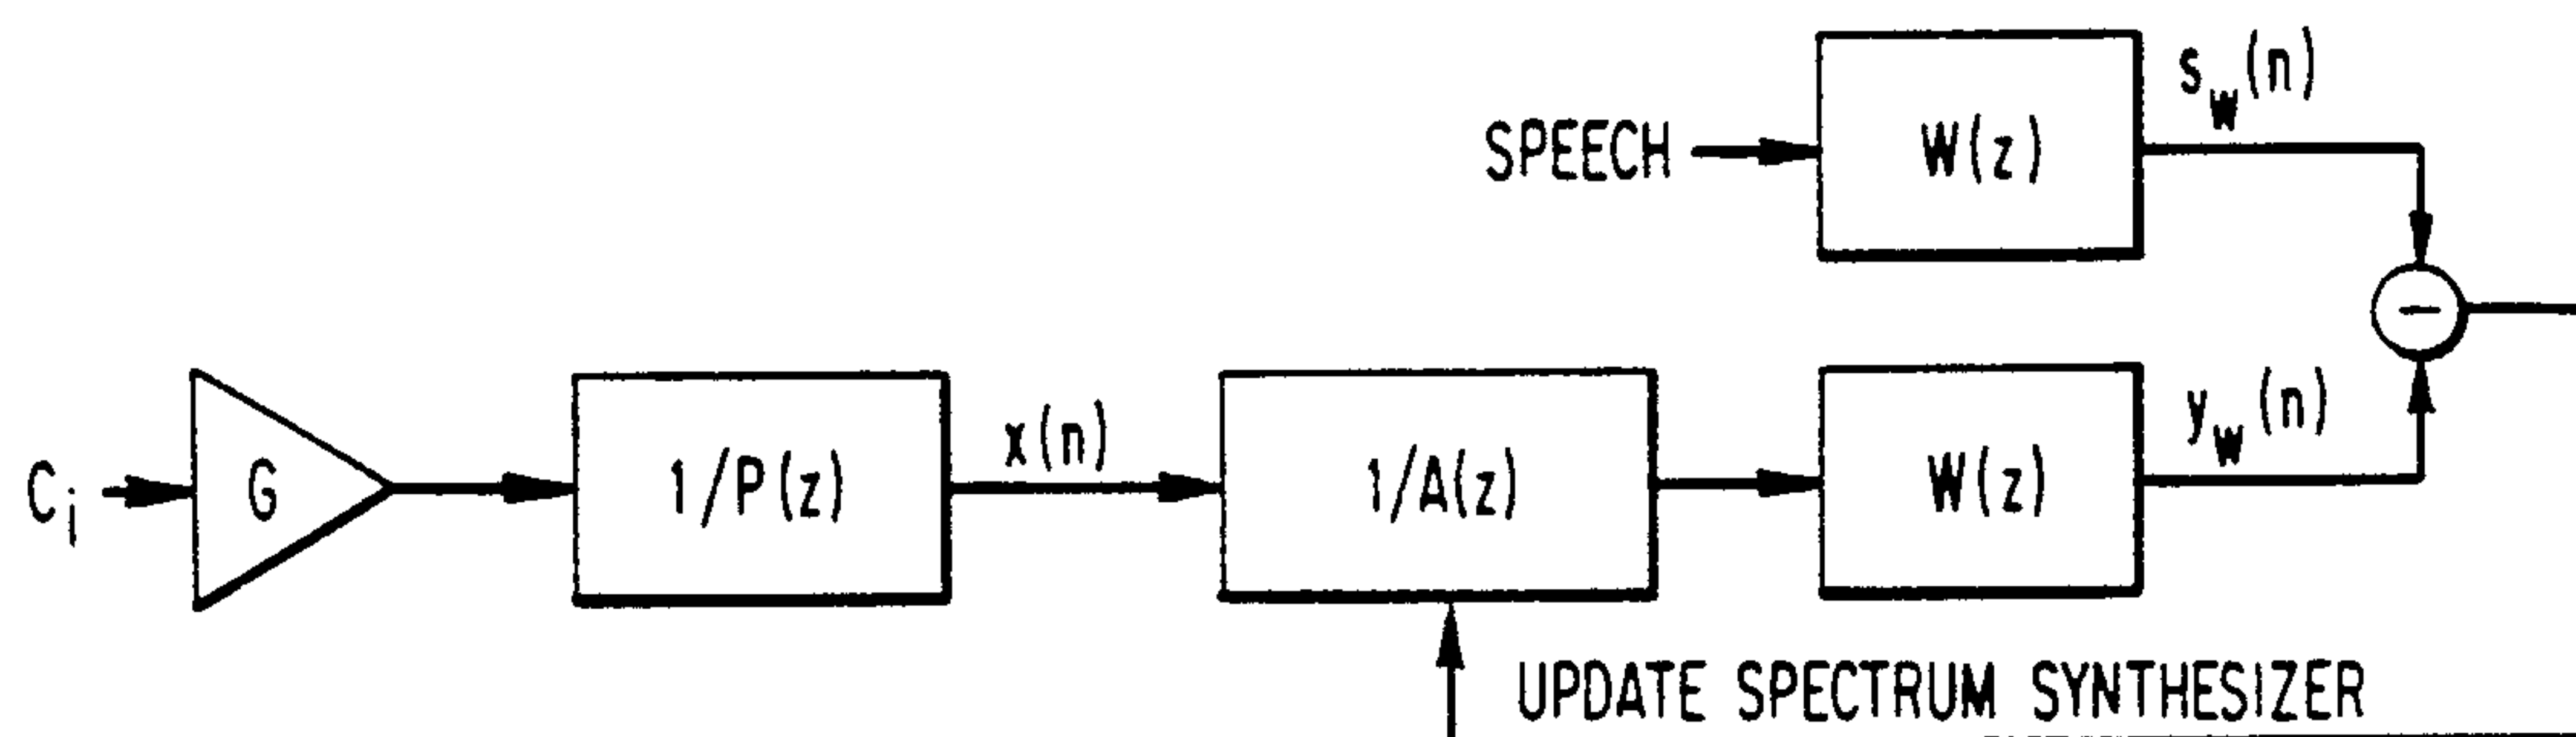 s_w(n)
SPEECH
W(z)
−
C_i
G
1/P(z)
x(n)
1/A(z)
W(z)
y_w(n)
UPDATE SPECTRUM SYNTHESIZER